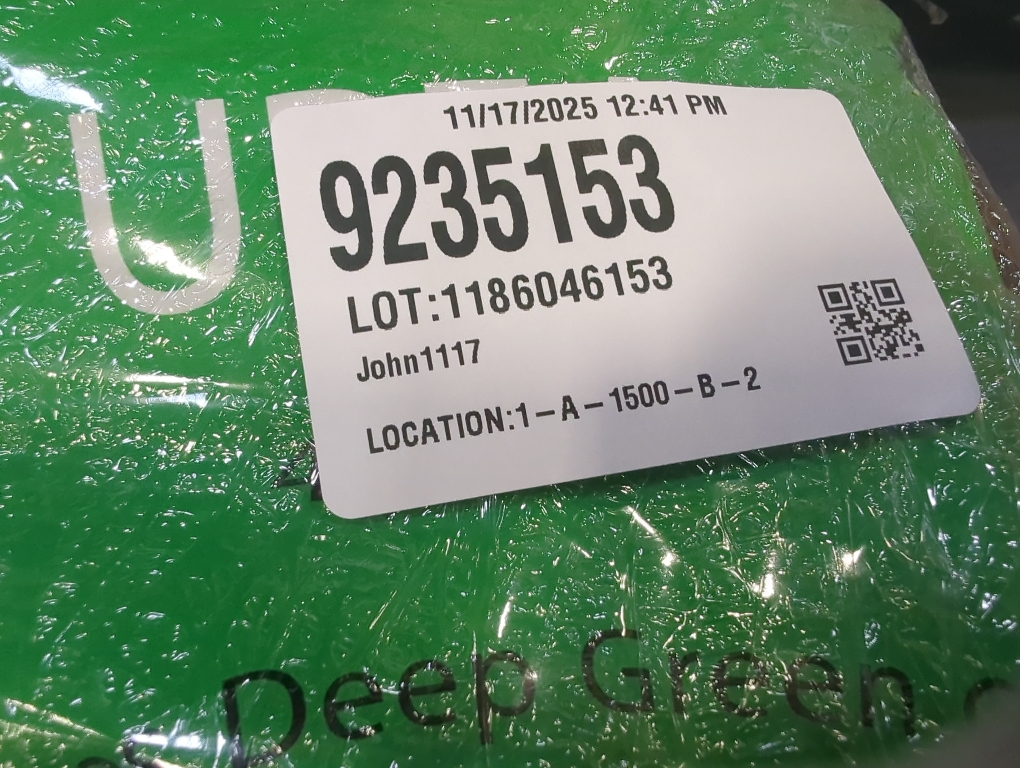 11/17/2025 12:41 PM
9235153
LOT:1186046153
John1117
LOCATION:1-A-1500-B-2
Deep Green